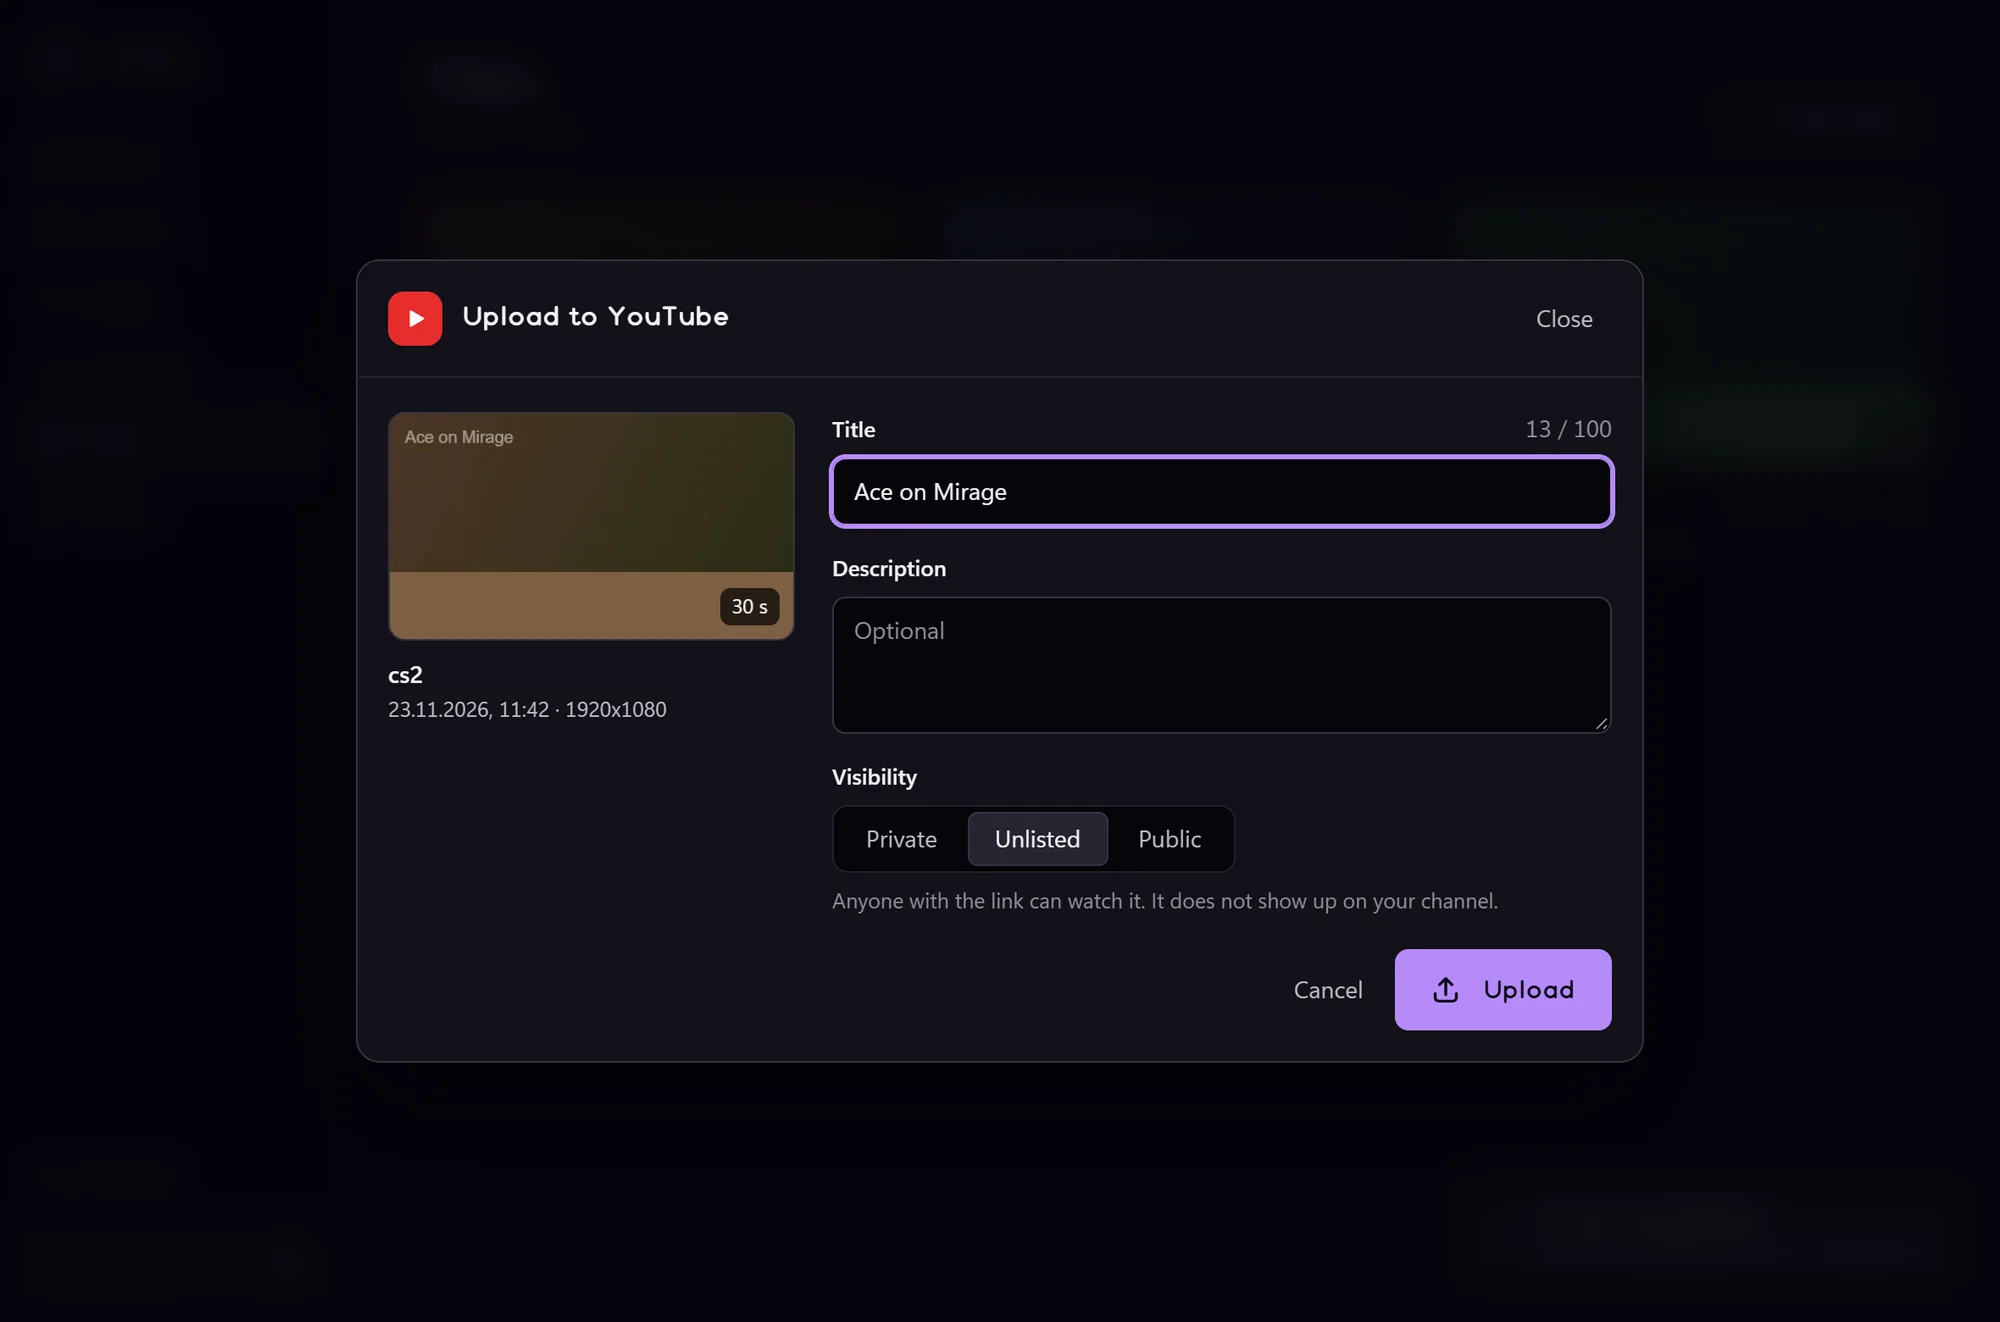 Upload to YouTube
Close
Ace on Mirage
30 s
cs2
23.11.2026, 11:42 · 1920x1080
Title
13 / 100
Ace on Mirage
Description
Optional
Visibility
Private
Unlisted
Public
Anyone with the link can watch it. It does not show up on your channel.
Cancel
Upload